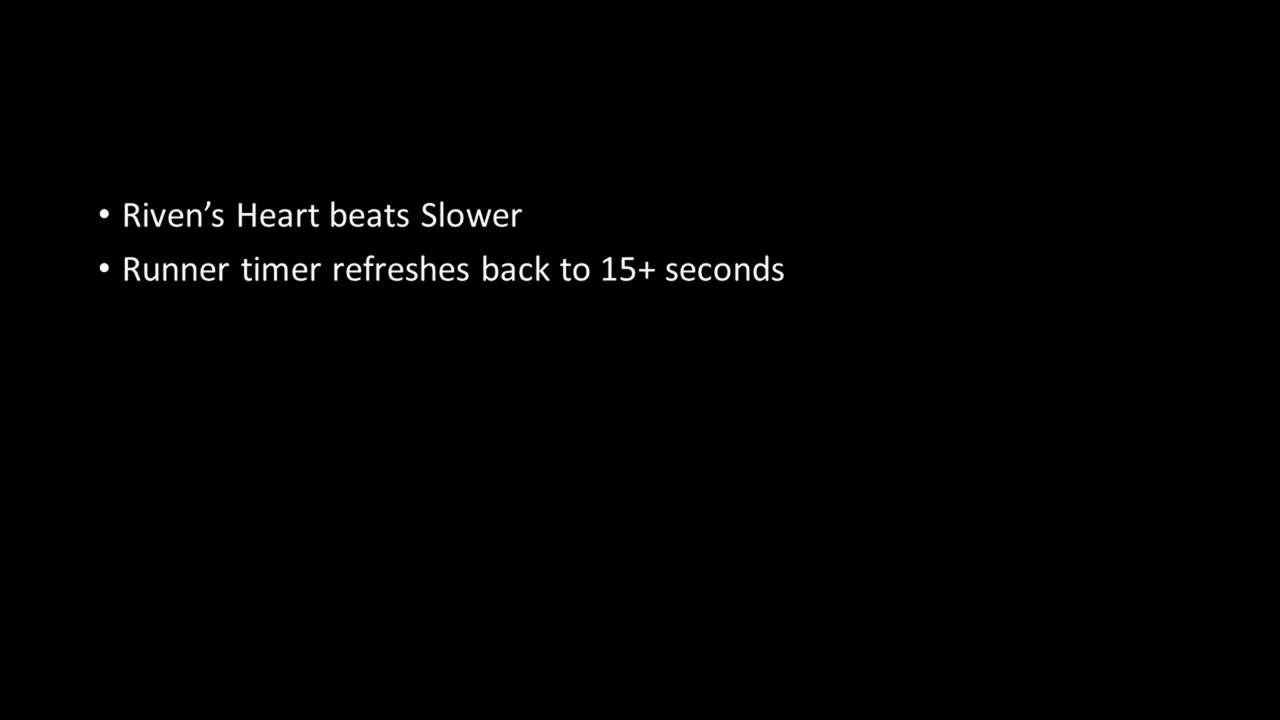 • Riven’s Heart beats Slower
• Runner timer refreshes back to 15+ seconds